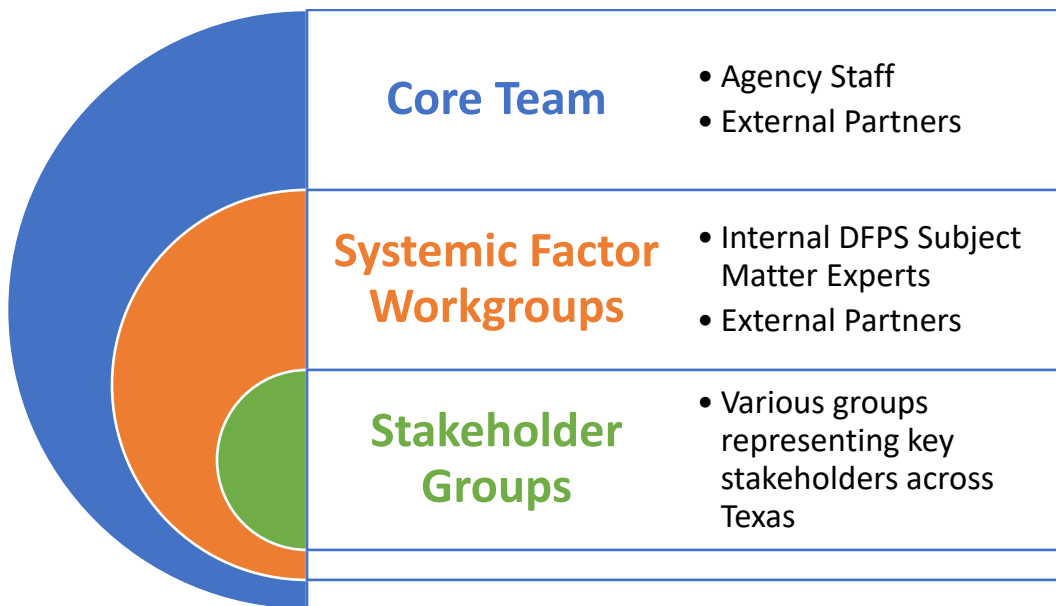 Core Team
• Agency Staff
• External Partners
Systemic Factor
Workgroups
• Internal DFPS Subject
Matter Experts
• External Partners
Stakeholder
Groups
• Various groups
representing key
stakeholders across
Texas